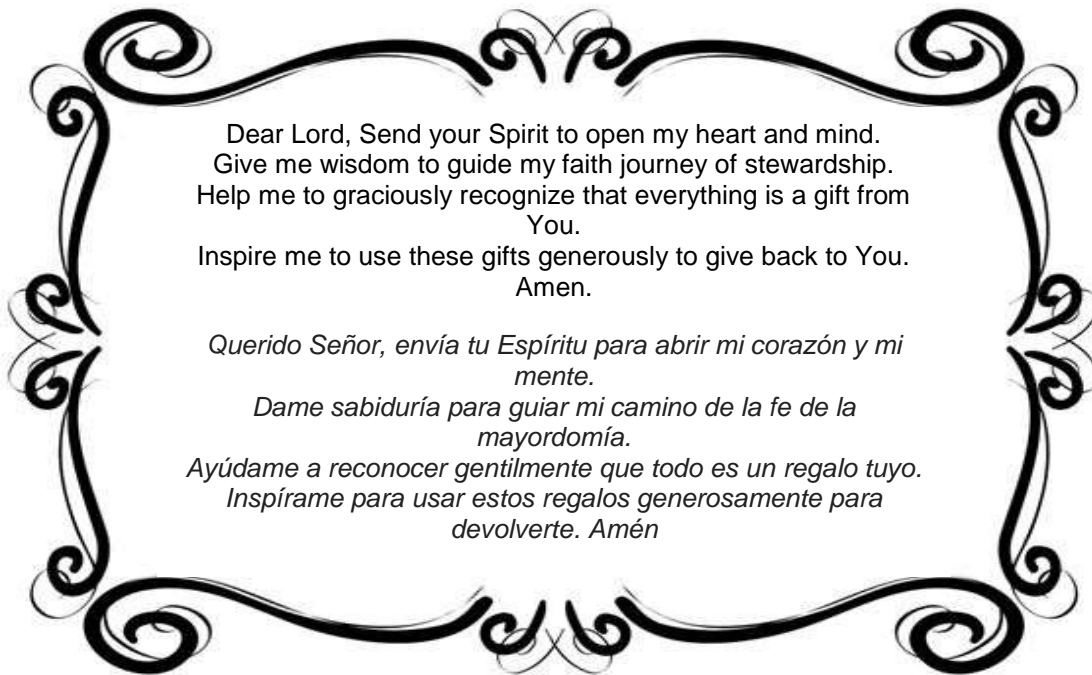 Dear Lord, Send your Spirit to open my heart and mind.
Give me wisdom to guide my faith journey of stewardship.
Help me to graciously recognize that everything is a gift from
You.
Inspire me to use these gifts generously to give back to You.
Amen.
Querido Señor, envía tu Espíritu para abrir mi corazón y mi
mente.
Dame sabiduría para guiar mi camino de la fe de la
mayordomía.
Ayúdame a reconocer gentilmente que todo es un regalo tuyo.
Inspírame para usar estos regalos generosamente para
devolverte. Amén